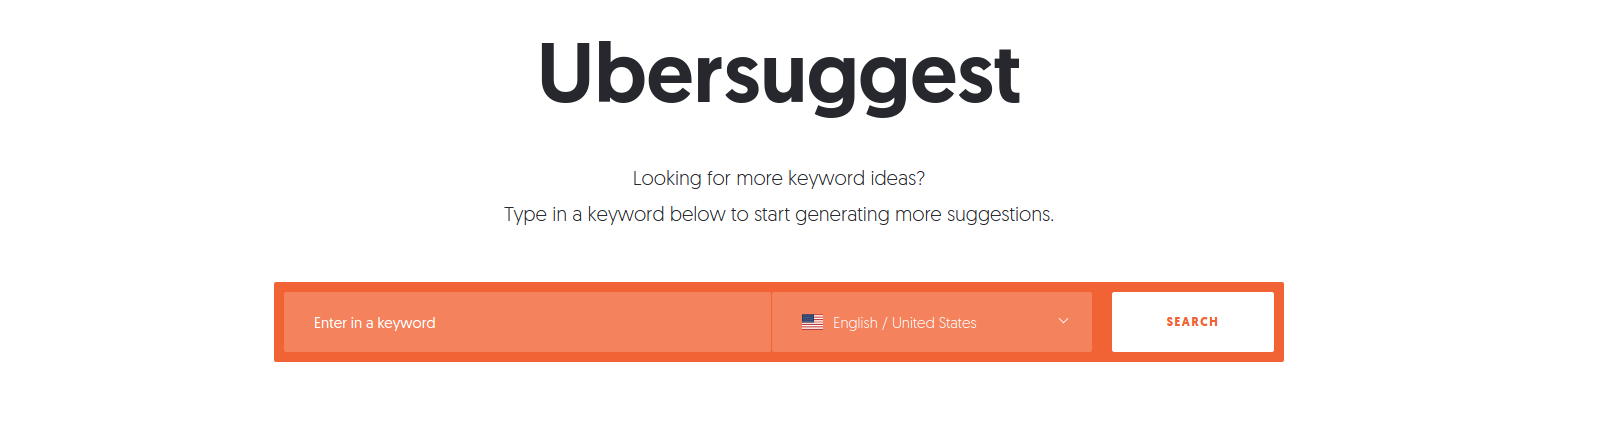 Ubersuggest
Looking for more keyword ideas?
Type in a keyword below to start generating more suggestions.
Enter in a keyword
English / United States
SEARCH